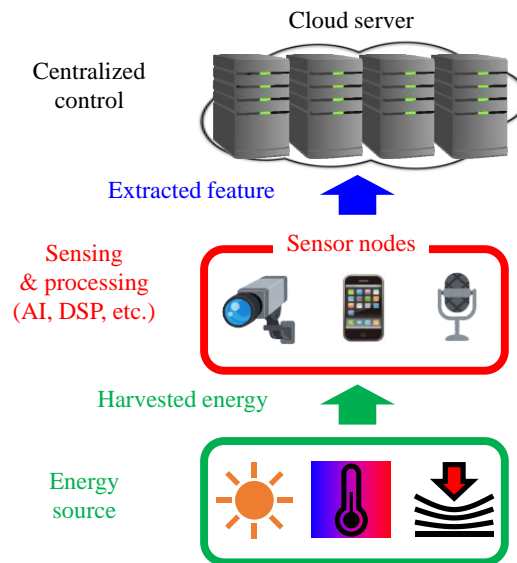 Cloud server
Centralized
control
Extracted feature
Sensor nodes
Sensing
& processing
(AI, DSP, etc.)
Harvested energy
Energy
source